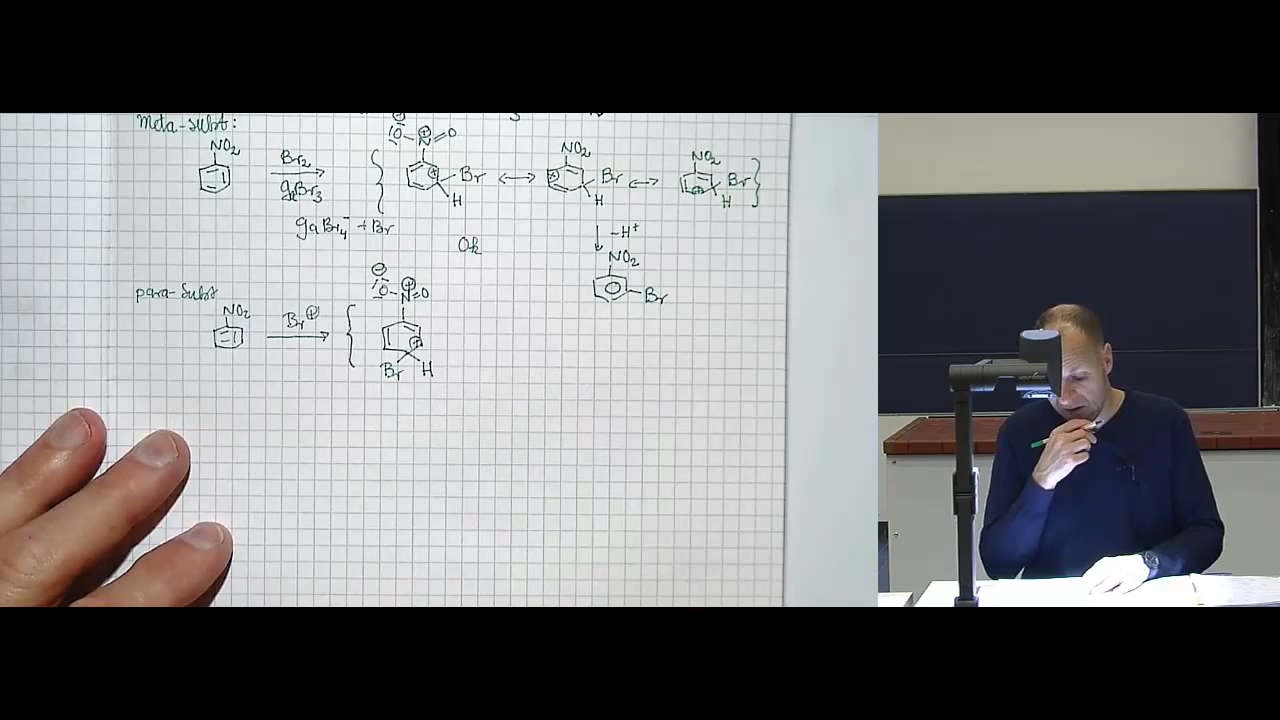 Meta-subst:
NO₂
Br₂
gaBr₃
gaBr₄⁻ + Br
⊖
|O – N⊕ = O
⊕
Br
H
↔
NO₂
⊕
Br
H
↔
NO₂
⊕
Br
H
Ok
–H⁺
NO₂
Br
para-subst
NO₂
Br⊕
⊖
|O – N⊕ = O
⊕
Br H